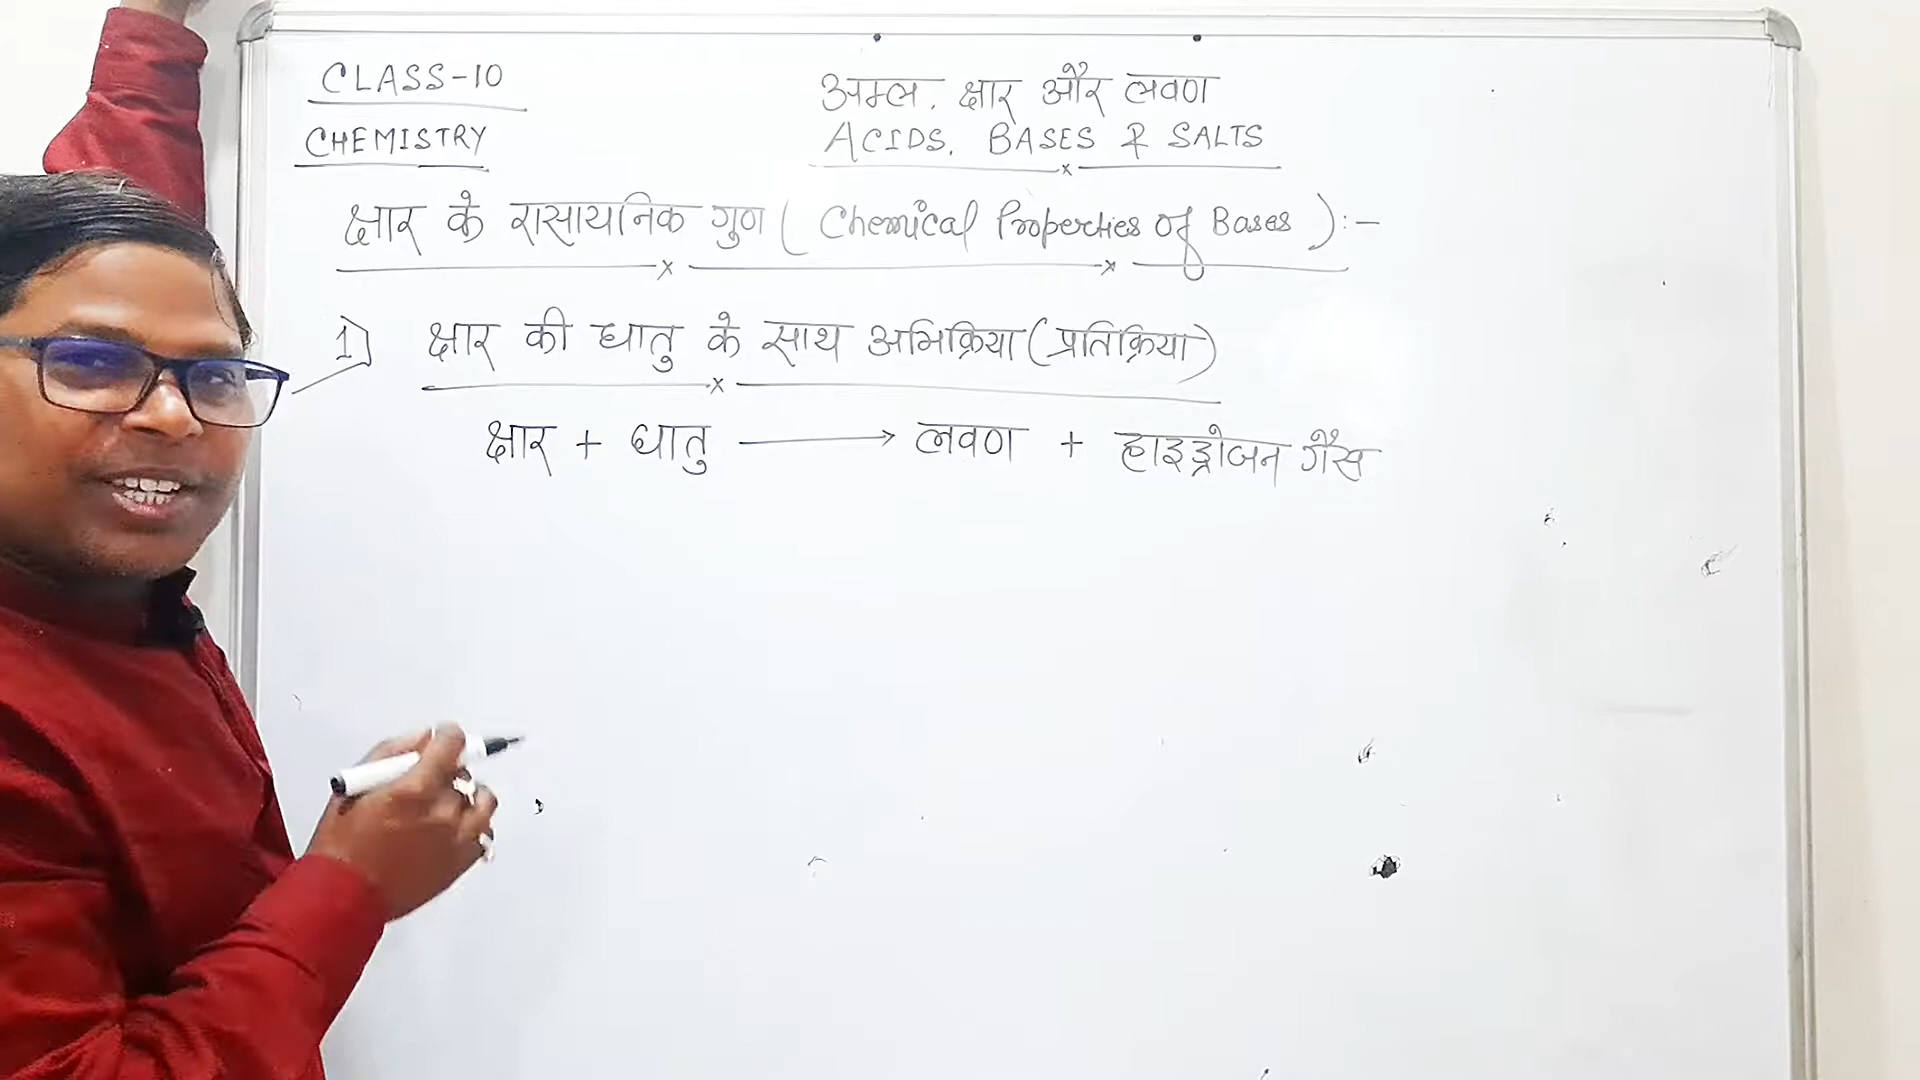 CLASS-10
CHEMISTRY
अम्ल, क्षार और लवण
ACIDS, BASES & SALTS
क्षार के रासायनिक गुण ( Chemical Properties of Bases ):-
1) क्षार की धातु के साथ अभिक्रिया (प्रतिक्रिया)
क्षार + धातु ⟶ लवण + हाइड्रोजन गैस